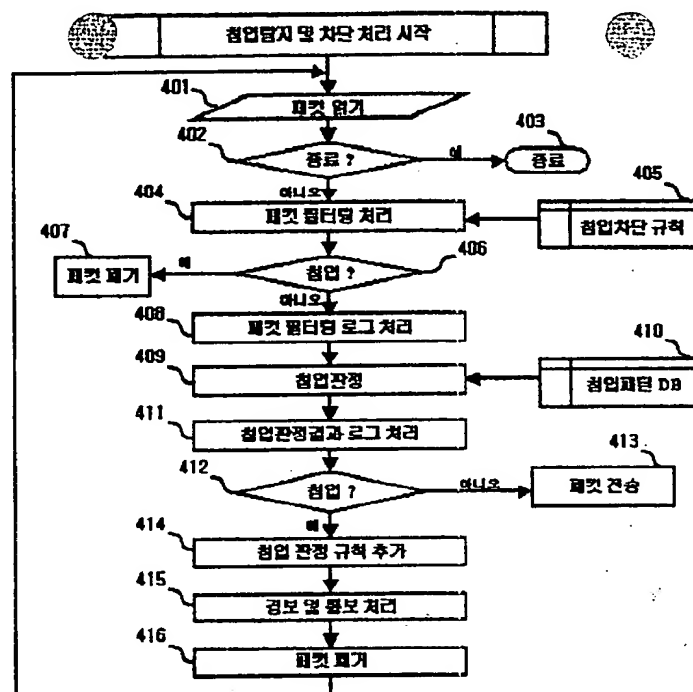 침입탐지 및 차단 처리 시작
401
패킷 읽기
402
종료 ?
예
403
종료
아니오
404
패킷 필터링 처리
405
침입차단 규칙
406
침입 ?
예
407
패킷 폐기
아니오
408
패킷 필터링 로그 처리
409
침입판정
410
침입패턴 DB
411
침입판정결과 로그 처리
412
침입 ?
아니오
413
패킷 전송
예
414
침입 판정 규칙 추가
415
경보 및 통보 처리
416
패킷 폐기